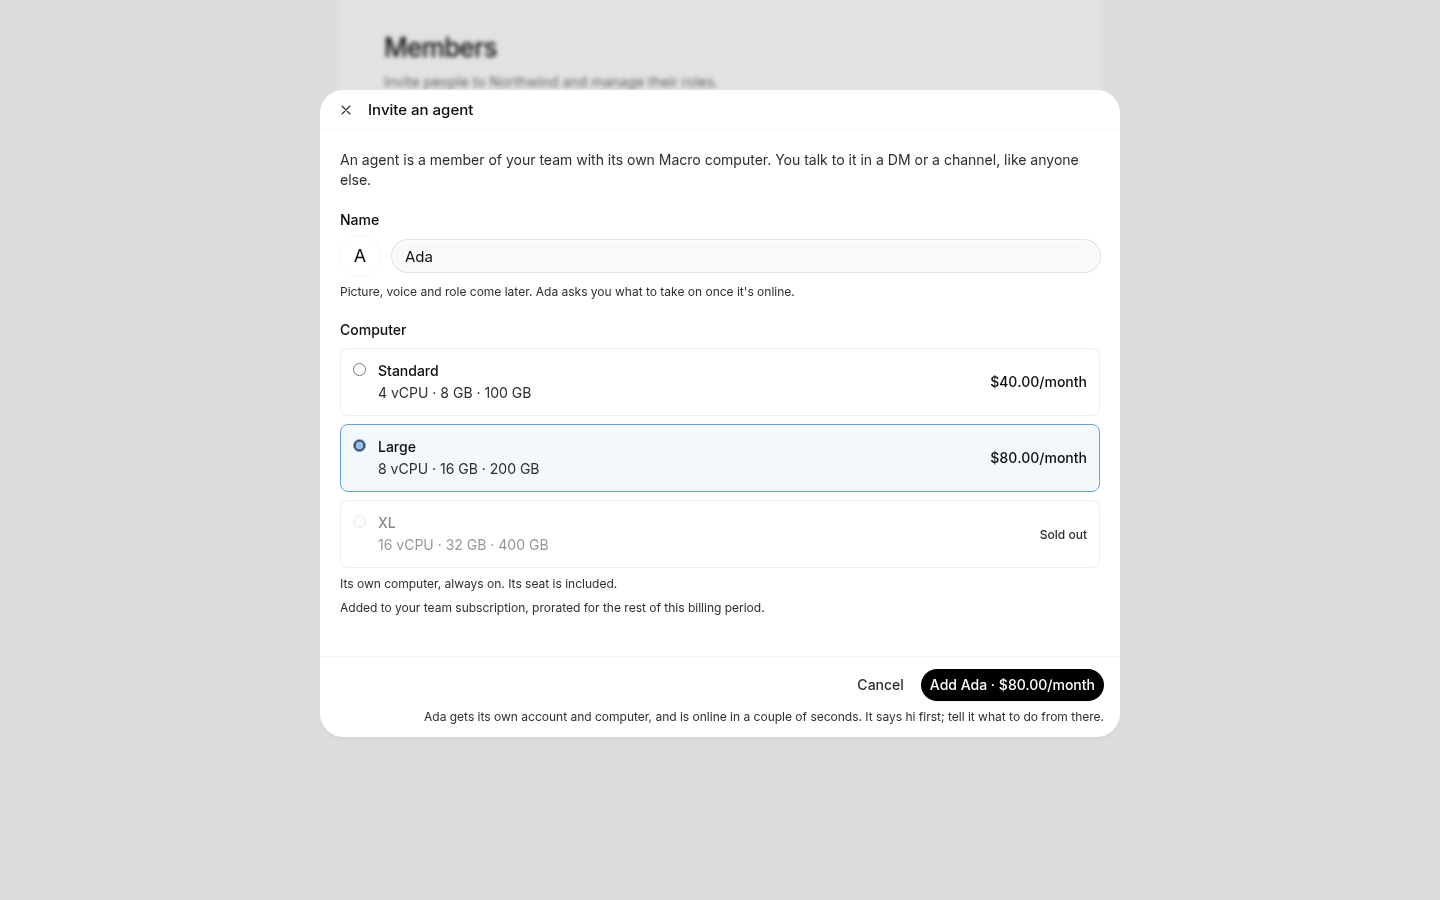 Members
Invite people to Northwind and manage their roles.
Invite an agent
An agent is a member of your team with its own Macro computer. You talk to it in a DM or a channel, like anyone
else.
Name
A
Ada
Picture, voice and role come later. Ada asks you what to take on once it's online.
Computer
Standard
4 vCPU · 8 GB · 100 GB
$40.00/month
Large
8 vCPU · 16 GB · 200 GB
$80.00/month
XL
16 vCPU · 32 GB · 400 GB
Sold out
Its own computer, always on. Its seat is included.
Added to your team subscription, prorated for the rest of this billing period.
Cancel
Add Ada · $80.00/month
Ada gets its own account and computer, and is online in a couple of seconds. It says hi first; tell it what to do from there.